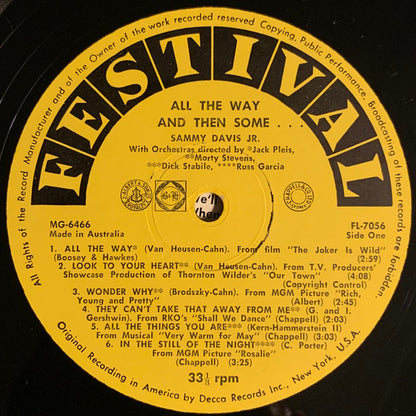 All Rights of the Record Manufacturer and of the Owner of the work recorded reserved. Copying, Public Performance, Broadcasting of these records prohibited.
FESTIVAL
ALL THE WAY
AND THEN SOME . . .
SAMMY DAVIS JR.
With Orchestras directed by *Jack Pleis,
**Morty Stevens,
***Dick Stabile, ****Russ Garcia
MG-6466
Made in Australia
FL-7056
Side One
1. ALL THE WAY* (Van Heusen-Cahn). From film "The Joker Is Wild"
(Boosey & Hawkes) (2:59)
2. LOOK TO YOUR HEART** (Van Heusen-Cahn). From T.V. Producers'
Showcase Production of Thornton Wilder's "Our Town"
(Copyright Control) (4:08)
3. WONDER WHY** (Brodszky-Cahn). From MGM Picture "Rich,
Young and Pretty" (Albert) (2:45)
4. THEY CAN'T TAKE THAT AWAY FROM ME** (G. and I.
Gershwin). From RKO's "Shall We Dance" (Chappell) (2:03)
5. ALL THE THINGS YOU ARE*** (Kern-Hammerstein II)
From Musical "Very Warm for May" (Chappell) (3:05)
6. IN THE STILL OF THE NIGHT**** (C. Porter)
From MGM Picture "Rosalie"
(Chappell) (2:25)
33⅓ rpm
Original Recording in America by Decca Records Inc., New York, U.S.A.